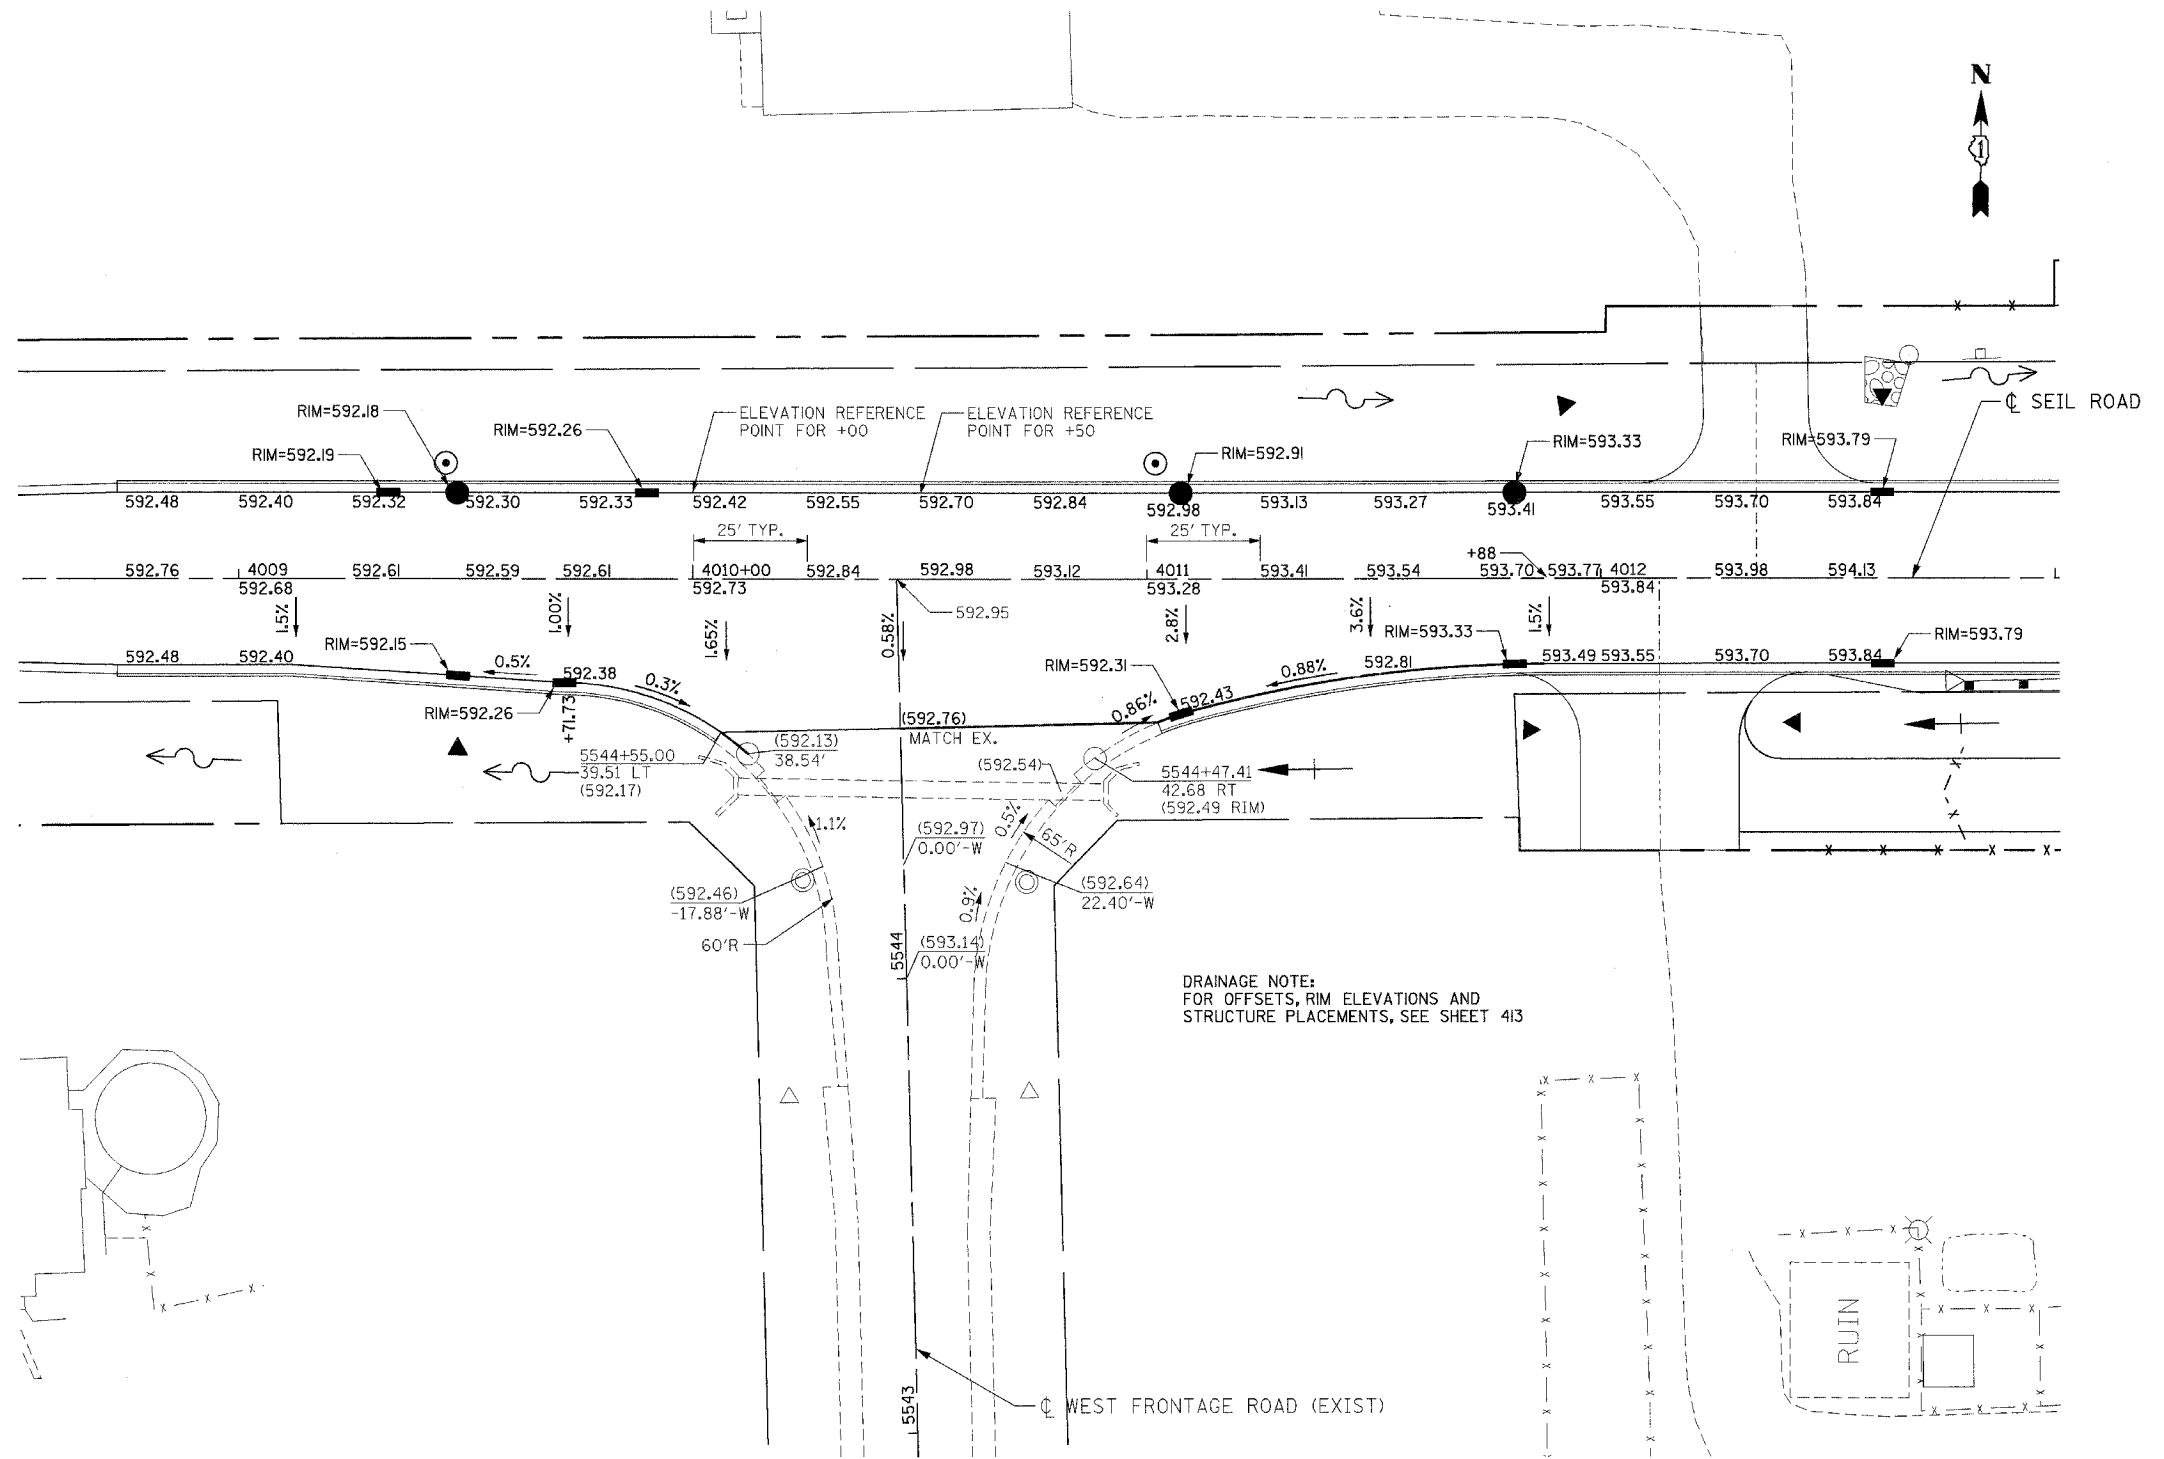 N
1
℄ SEIL ROAD
RIM=592.18
RIM=592.26
RIM=592.19
ELEVATION REFERENCE
POINT FOR +00
ELEVATION REFERENCE
POINT FOR +50
RIM=592.91
RIM=593.33
RIM=593.79
592.48 592.40 592.32 592.30 592.33 592.42 592.55 592.70 592.84 592.98 593.13 593.27 593.41 593.55 593.70 593.84
25' TYP.
25' TYP.
+88
592.76 4009 592.61 592.59 592.61 4010+00 592.84 592.98 593.12 4011 593.41 593.54 593.70 593.77 4012 593.98 594.13
592.68 592.73 593.28 593.84
592.95
1.5%
1.00%
1.65%
0.58%
2.8%
3.6%
1.5%
RIM=592.15
RIM=593.33
RIM=593.79
592.48 592.40
0.5%
592.38
0.3%
RIM=592.31
0.88%
592.81
593.49 593.55 593.70 593.84
RIM=592.26
+71.73
(592.76)
MATCH EX.
0.86%
592.43
5544+55.00
39.51 LT
(592.17)
(592.13)
38.54'
(592.54)
5544+47.41
42.68 RT
(592.49 RIM)
1.1%
(592.97)
0.00'-W
0.5%
65'R
(592.46)
-17.88'-W
(592.64)
22.40'-W
0.9%
60'R
5544
(593.14)
0.00'-W
DRAINAGE NOTE:
FOR OFFSETS, RIM ELEVATIONS AND
STRUCTURE PLACEMENTS, SEE SHEET 413
RUIN
5543
℄ WEST FRONTAGE ROAD (EXIST)